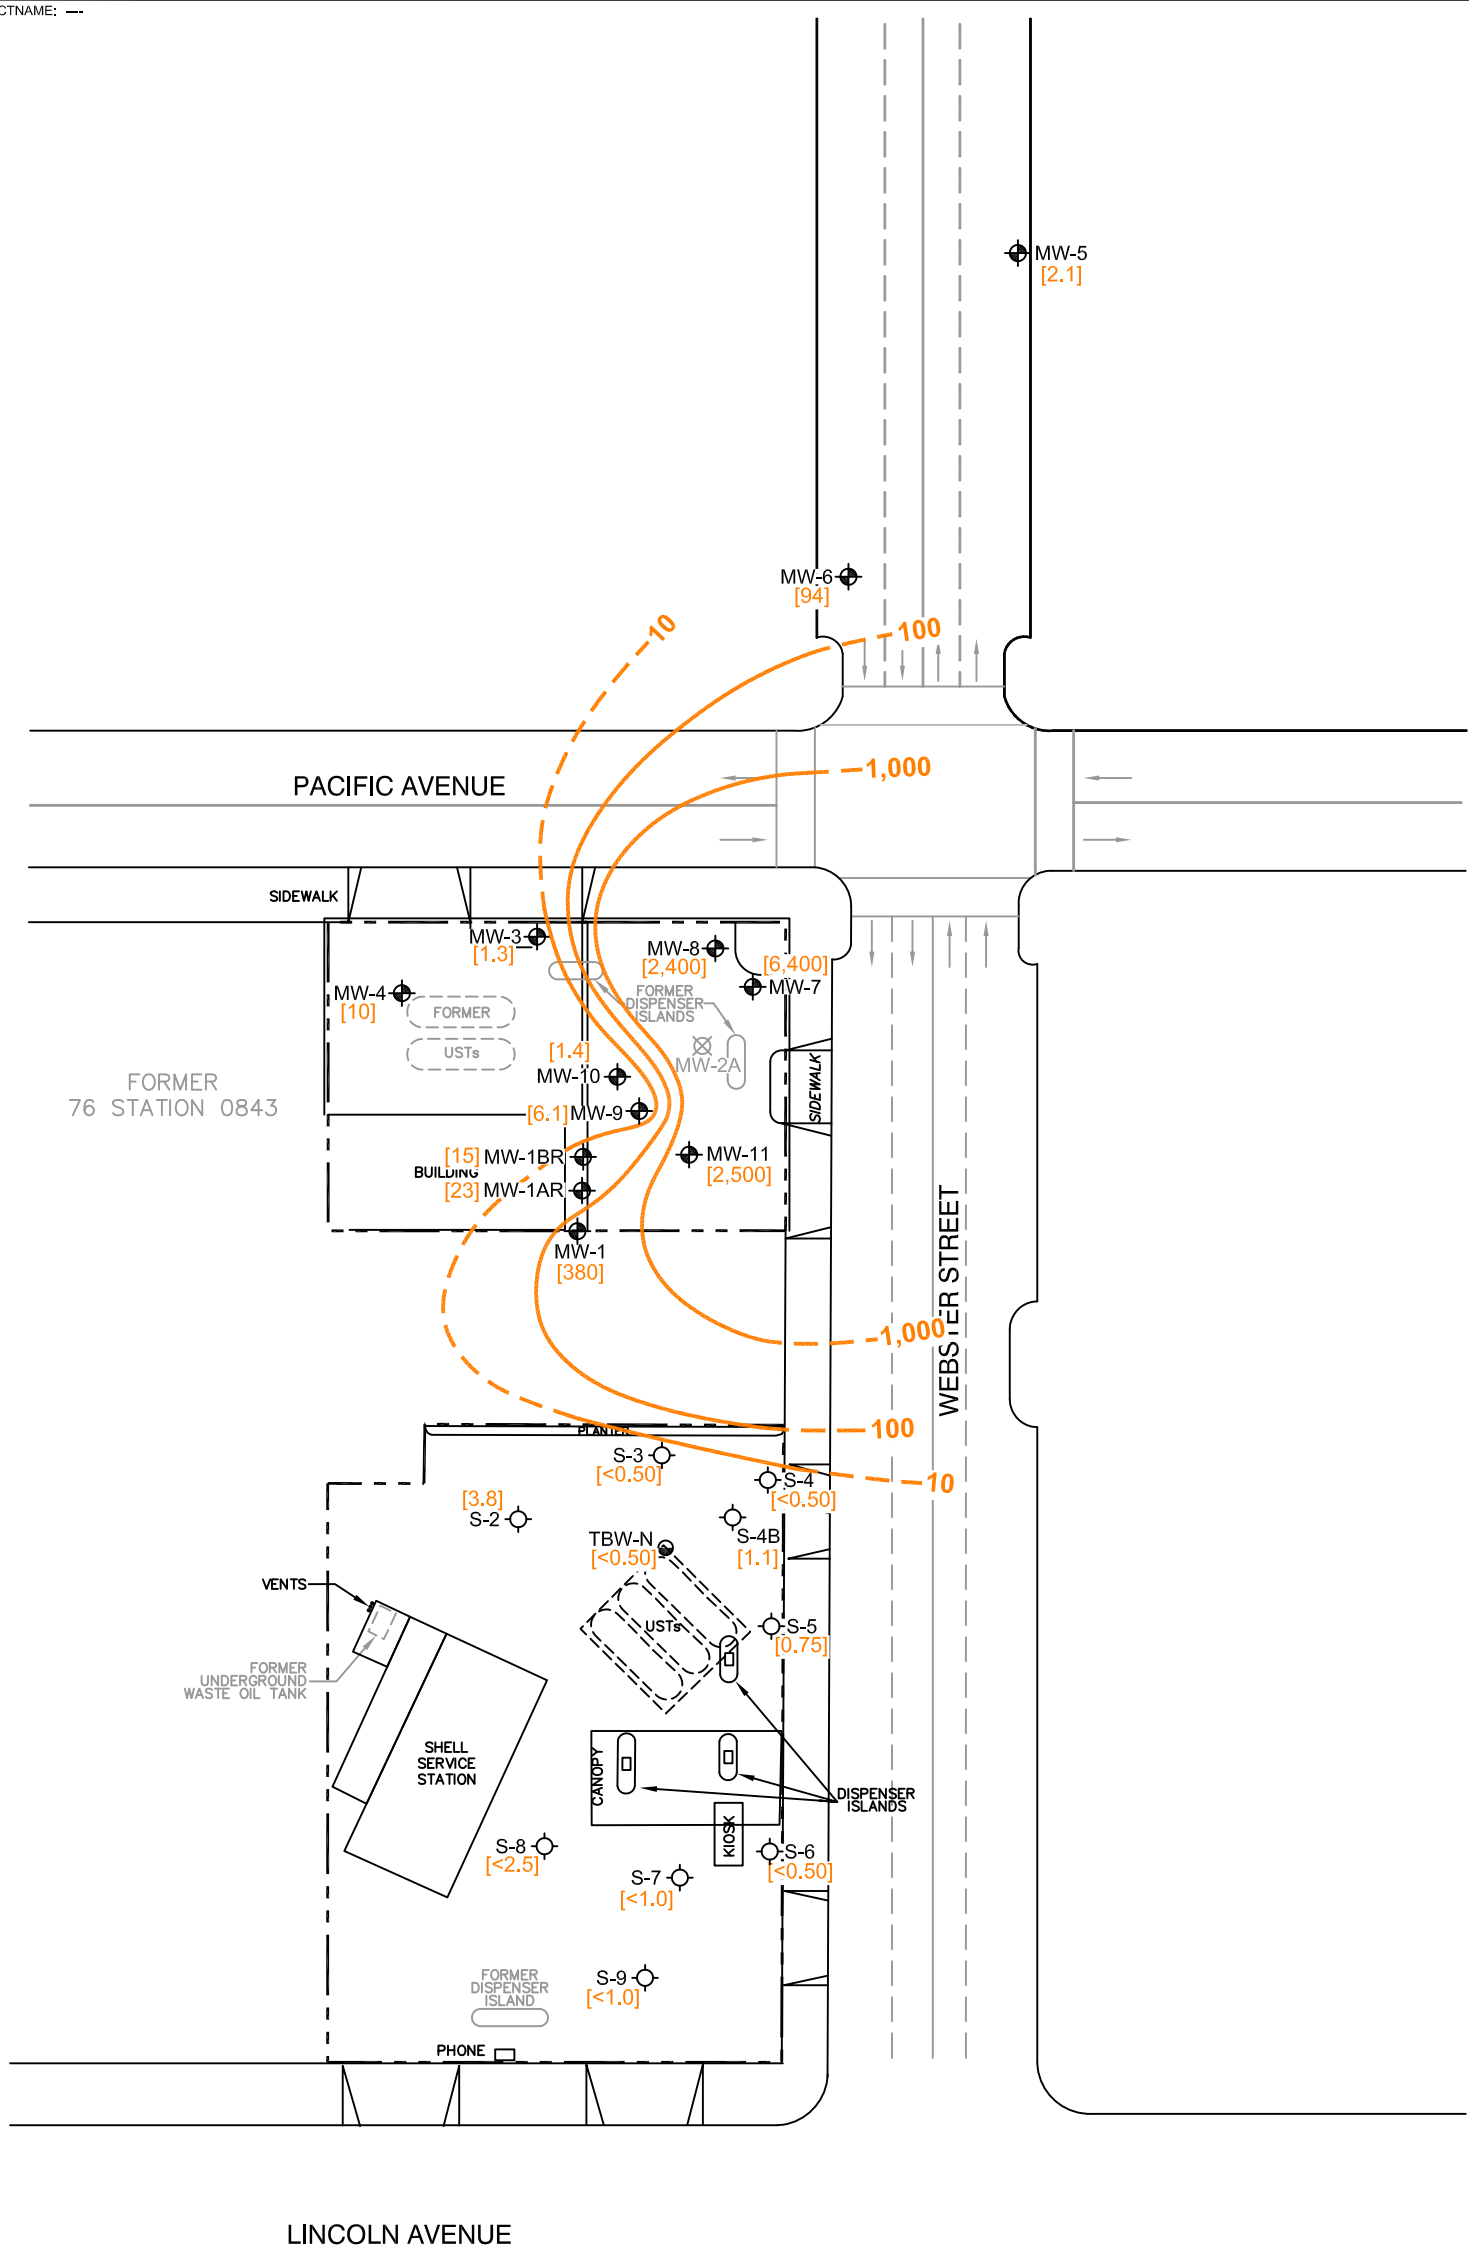 CTNAME: ---
MW-5
[2.1]
MW-6
[94]
10
100
1,000
PACIFIC AVENUE
SIDEWALK
MW-3
[1.3]
MW-8
[2,400]
[6,400]
MW-7
MW-4
[10]
FORMER
USTs
FORMER
DISPENSER
ISLANDS
MW-2A
[1.4]
MW-10
[6.1] MW-9
SIDEWALK
FORMER
76 STATION 0843
[15] MW-1BR
BUILDING
[23] MW-1AR
MW-11
[2,500]
MW-1
[380]
WEBSTER STREET
1,000
100
10
PLANTER
S-3
[<0.50]
S-4
[<0.50]
[3.8]
S-2
TBW-N
[<0.50]
S-4B
[1.1]
VENTS
USTs
S-5
[0.75]
FORMER
UNDERGROUND
WASTE OIL TANK
SHELL
SERVICE
STATION
CANOPY
DISPENSER
ISLANDS
KIOSK
S-8
[<2.5]
S-7
[<1.0]
S-6
[<0.50]
S-9
[<1.0]
FORMER
DISPENSER
ISLAND
PHONE
LINCOLN AVENUE